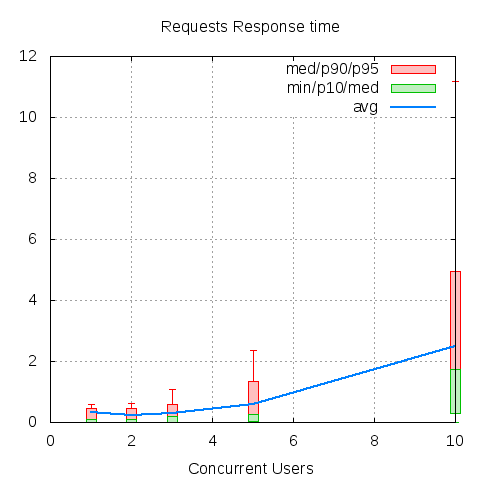 Requests Response time
12
10
8
6
4
2
0
med/p90/p95
min/p10/med
avg
0 2 4 6 8 10
Concurrent Users